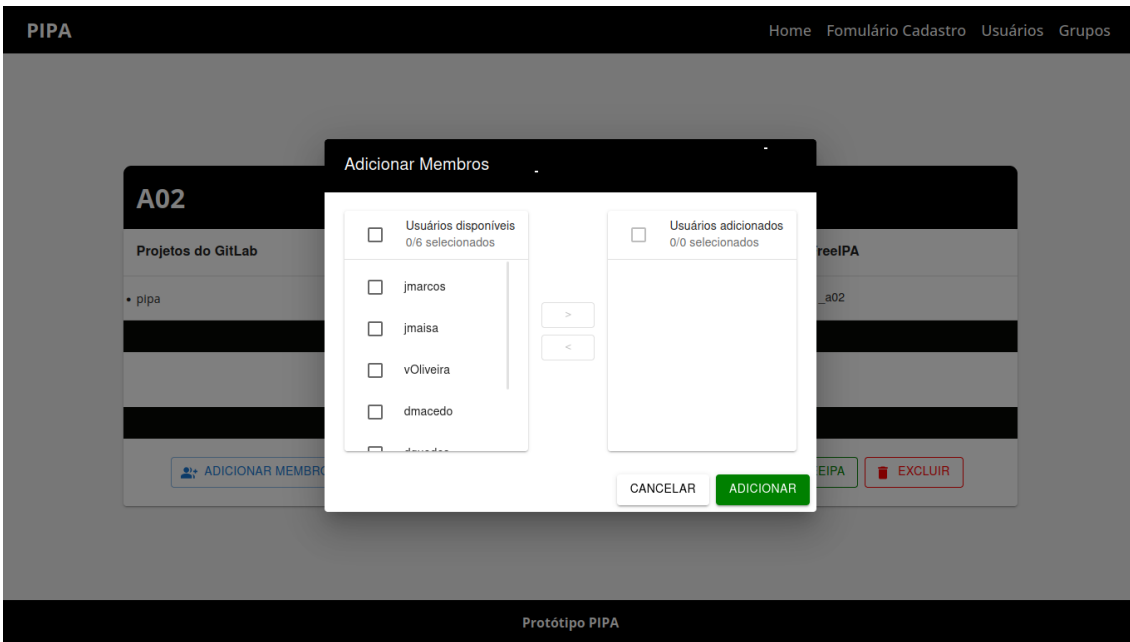 PIPA
Home Fomulário Cadastro Usuários Grupos
Adicionar Membros
A02
Usuários disponíveis
0/6 selecionados
Usuários adicionados
0/0 selecionados
Projetos do GitLab
reeIPA
jmarcos
• pipa
_a02
>
jmaisa
<
vOliveira
dmacedo
ADICIONAR MEMBRO
EIPA
EXCLUIR
CANCELAR
ADICIONAR
Protótipo PIPA